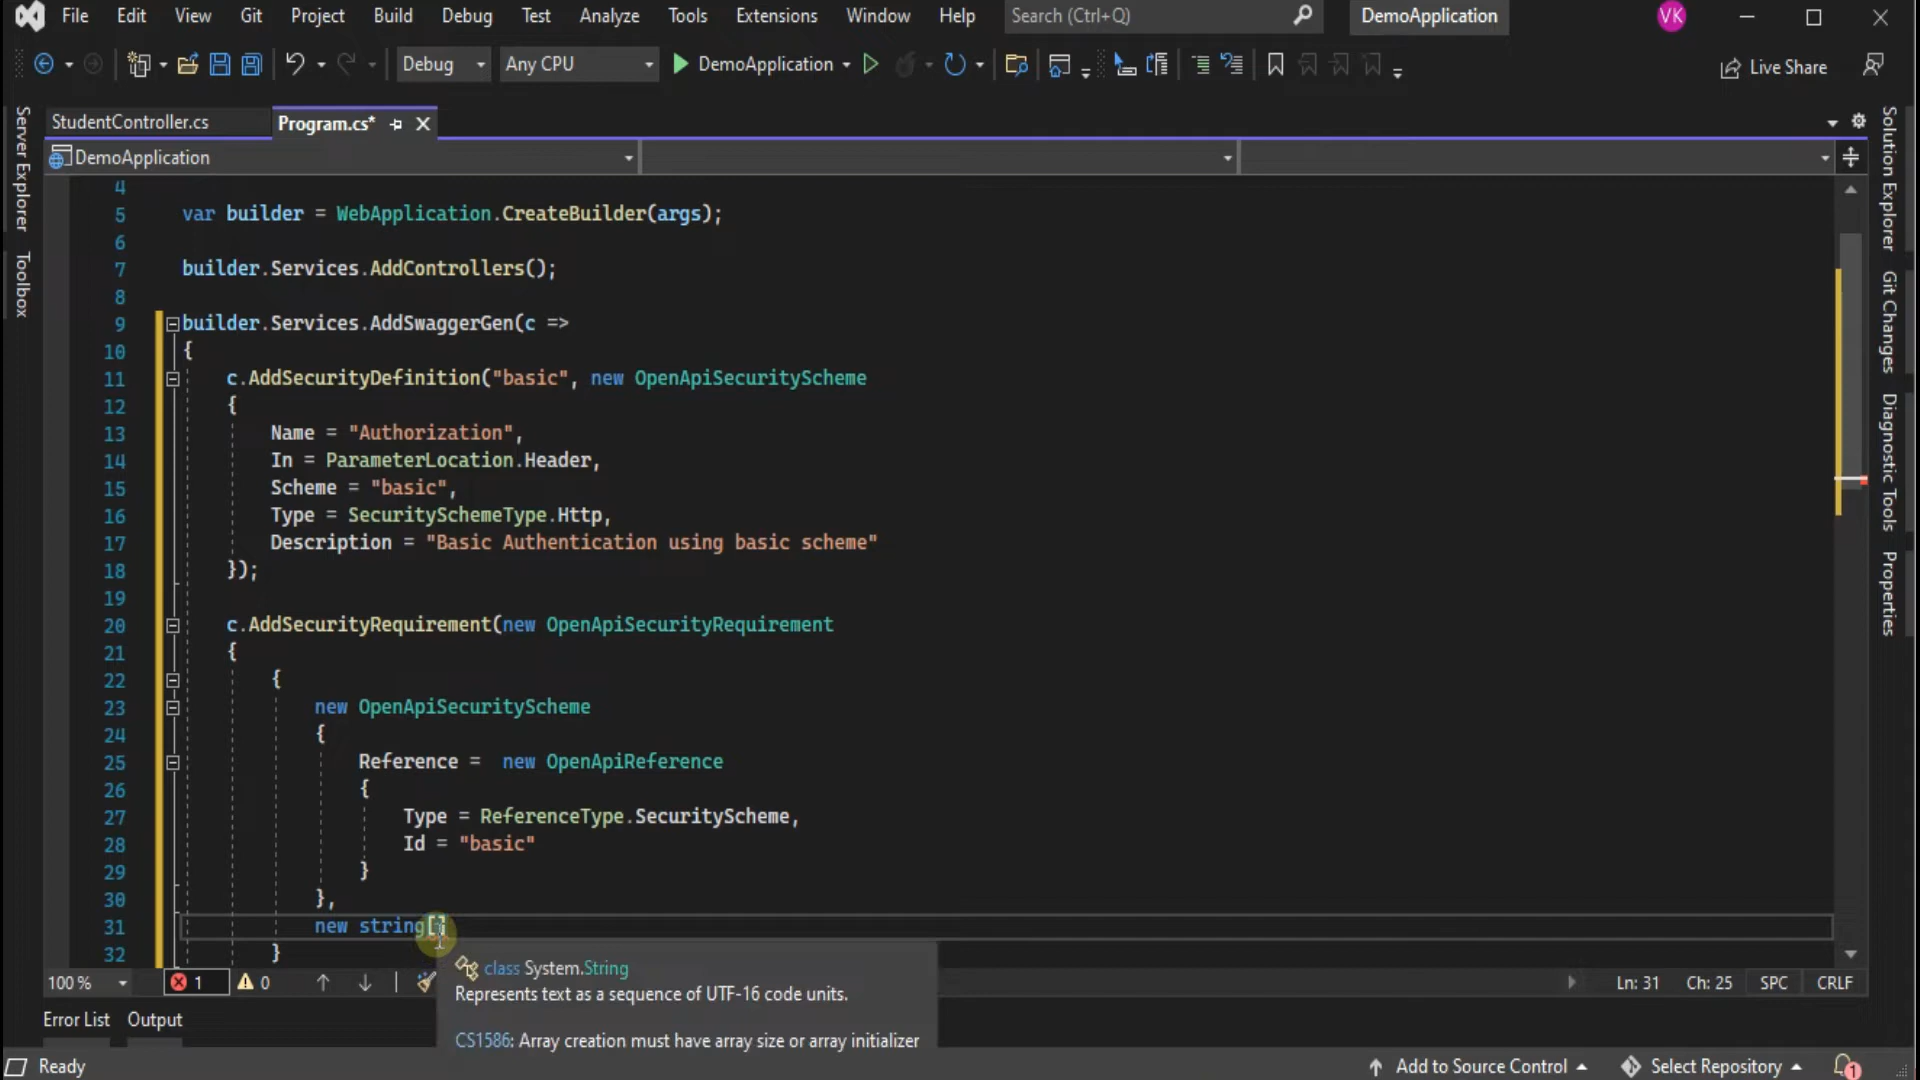 File Edit View Git Project Build Debug Test Analyze Tools Extensions Window Help Search (Ctrl+Q) DemoApplication VK
Debug Any CPU DemoApplication Live Share
StudentController.cs Program.cs*
DemoApplication
Server Explorer
Toolbox
4
5 var builder = WebApplication.CreateBuilder(args);
6
7 builder.Services.AddControllers();
8
9 builder.Services.AddSwaggerGen(c =>
10 {
11 c.AddSecurityDefinition("basic", new OpenApiSecurityScheme
12 {
13 Name = "Authorization",
14 In = ParameterLocation.Header,
15 Scheme = "basic",
16 Type = SecuritySchemeType.Http,
17 Description = "Basic Authentication using basic scheme"
18 });
19
20 c.AddSecurityRequirement(new OpenApiSecurityRequirement
21 {
22 {
23 new OpenApiSecurityScheme
24 {
25 Reference =  new OpenApiReference
26 {
27 Type = ReferenceType.SecurityScheme,
28 Id = "basic"
29 }
30 },
31 new string[]
32 }
class System.String
Represents text as a sequence of UTF-16 code units.
CS1586: Array creation must have array size or array initializer
Solution Explorer
Git Changes
Diagnostic Tools
Properties
100 % 1 0 Ln: 31 Ch: 25 SPC CRLF
Error List Output
Ready Add to Source Control Select Repository 1